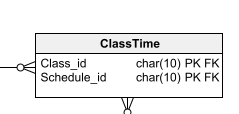 ClassTime
Class_id char(10) PK FK
Schedule_id char(10) PK FK